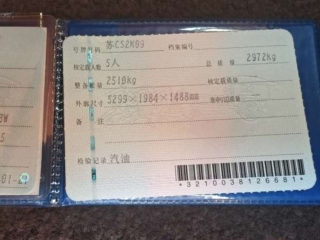 号牌号码 苏CS2K99 档案编号
核定载人数 5人 总质量 2972kg
整备质量 2510kg 核定载质量
外廓尺寸 5299×1984×1488mm 准牵引总质量
备注
检验记录 汽油
*3210038126681*